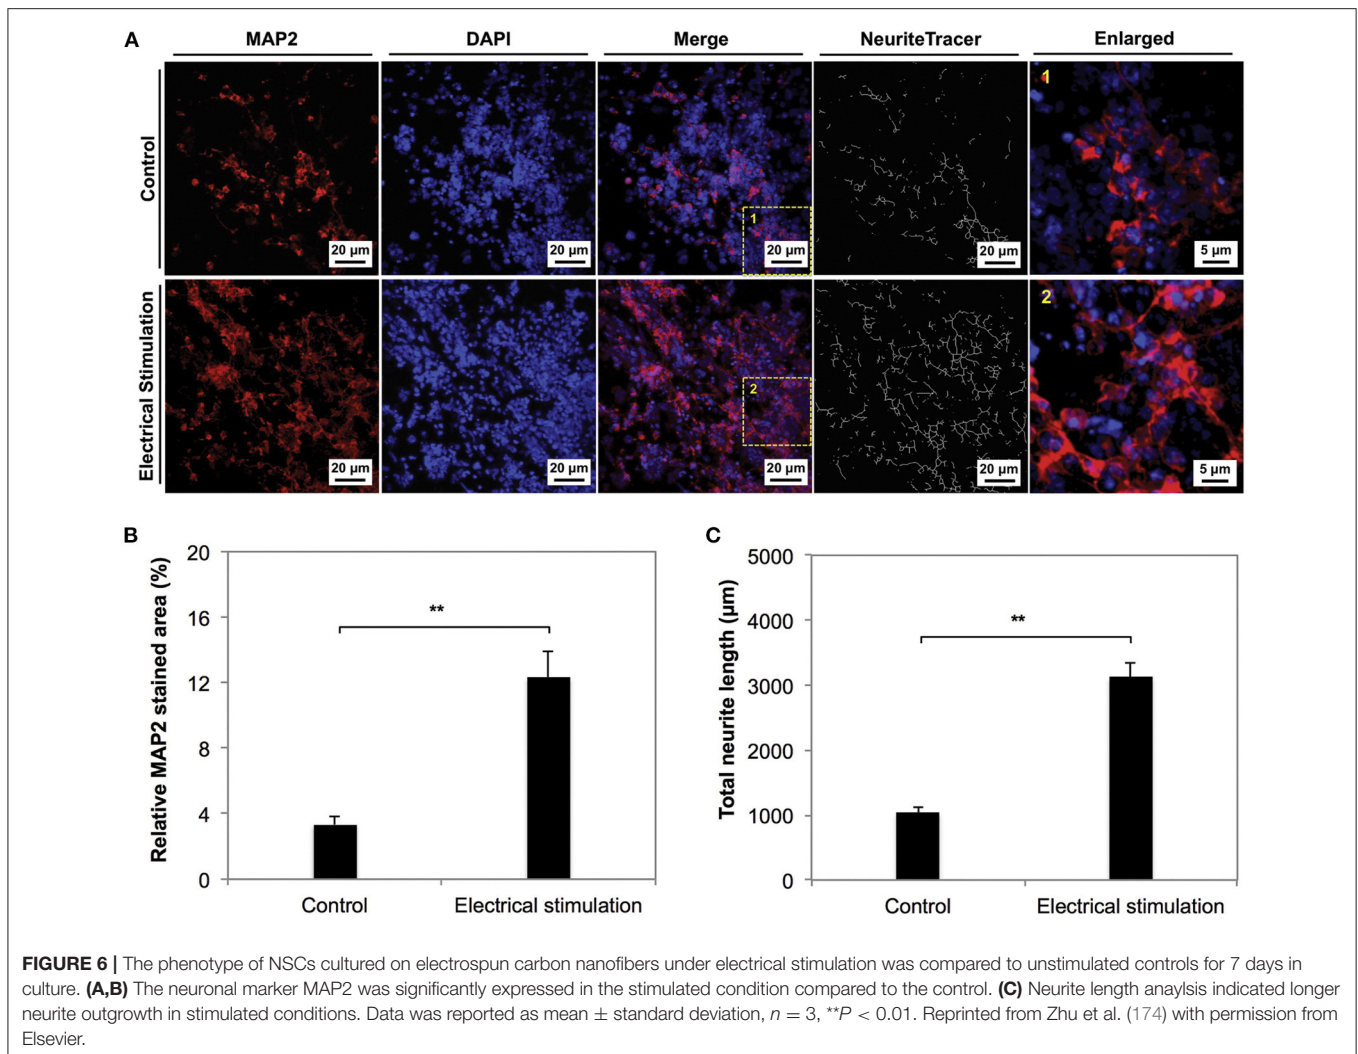 A
MAP2 DAPI Merge NeuriteTracer Enlarged
Control
1
1
20 µm 20 µm 20 µm 20 µm 5 µm
Electrical Stimulation
2
2
20 µm 20 µm 20 µm 20 µm 5 µm
B
Relative MAP2 stained area (%)
20
16
12
8
4
0
**
Control Electrical stimulation
C
Total neurite length (µm)
5000
4000
3000
2000
1000
0
**
Control Electrical stimulation
FIGURE 6 | The phenotype of NSCs cultured on electrospun carbon nanofibers under electrical stimulation was compared to unstimulated controls for 7 days in
culture. (A,B) The neuronal marker MAP2 was significantly expressed in the stimulated condition compared to the control. (C) Neurite length anaylsis indicated longer
neurite outgrowth in stimulated conditions. Data was reported as mean ± standard deviation, n = 3, **P < 0.01. Reprinted from Zhu et al. (174) with permission from
Elsevier.